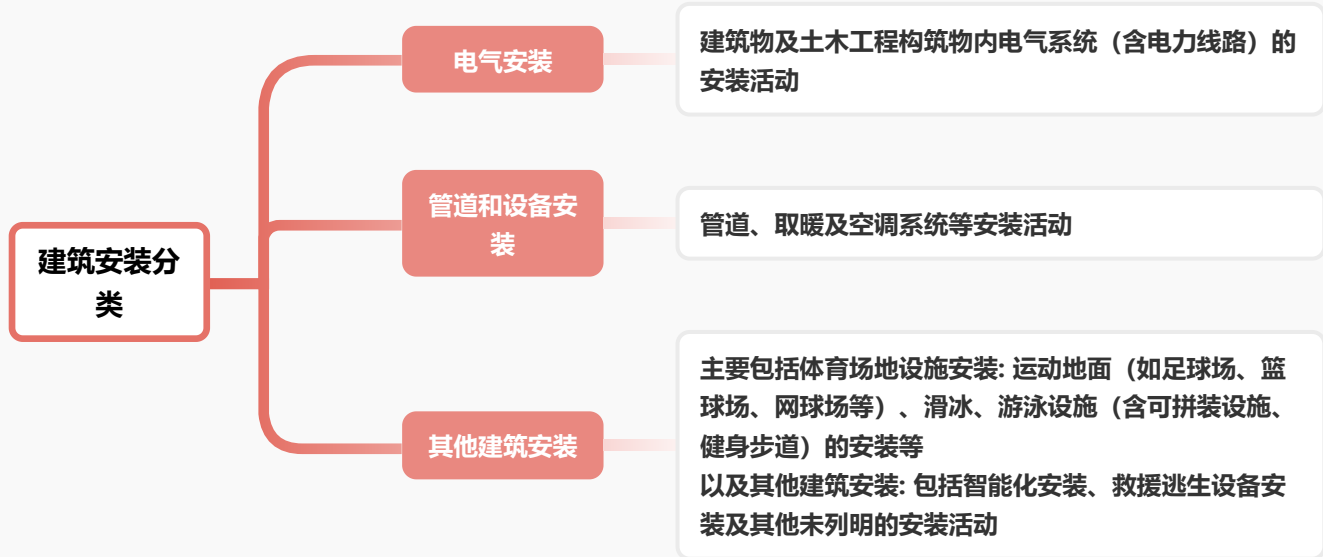 建筑安装分
类
电气安装
建筑物及土木工程构筑物内电气系统（含电力线路）的
安装活动
管道和设备安
装
管道、取暖及空调系统等安装活动
其他建筑安装
主要包括体育场地设施安装: 运动地面（如足球场、篮
球场、网球场等）、滑冰、游泳设施（含可拼装设施、
健身步道）的安装等
以及其他建筑安装: 包括智能化安装、救援逃生设备安
装及其他未列明的安装活动